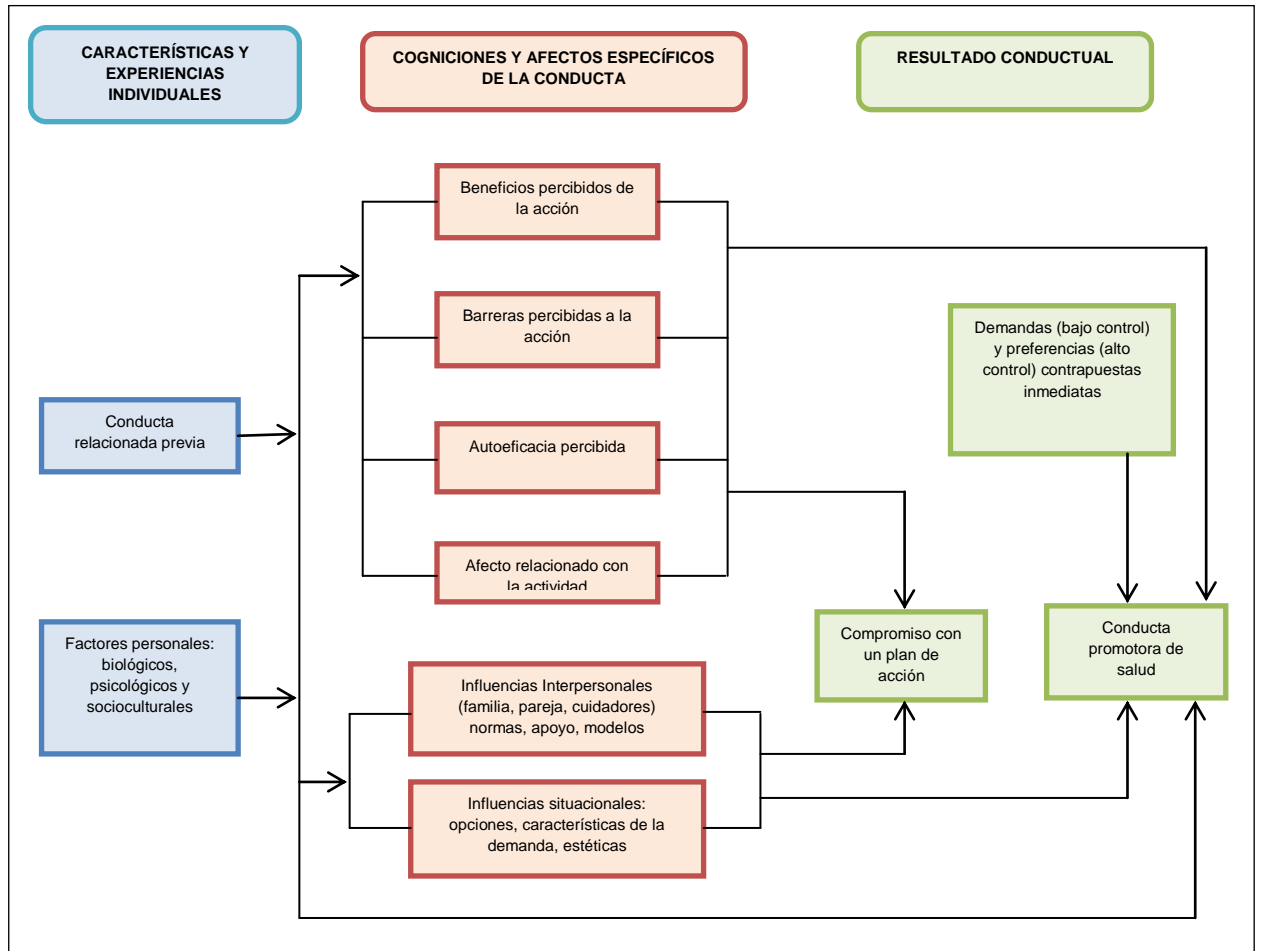 CARACTERÍSTICAS Y
EXPERIENCIAS
INDIVIDUALES
COGNICIONES Y AFECTOS ESPECÍFICOS
DE LA CONDUCTA
RESULTADO CONDUCTUAL
Conducta
relacionada previa
Factores personales:
biológicos,
psicológicos y
socioculturales
Beneficios percibidos de
la acción
Barreras percibidas a la
acción
Autoeficacia percibida
Afecto relacionado con
la actividad
Influencias Interpersonales
(familia, pareja, cuidadores)
normas, apoyo, modelos
Influencias situacionales:
opciones, características de la
demanda, estéticas
Demandas (bajo control)
y preferencias (alto
control) contrapuestas
inmediatas
Compromiso con
un plan de
acción
Conducta
promotora de
salud